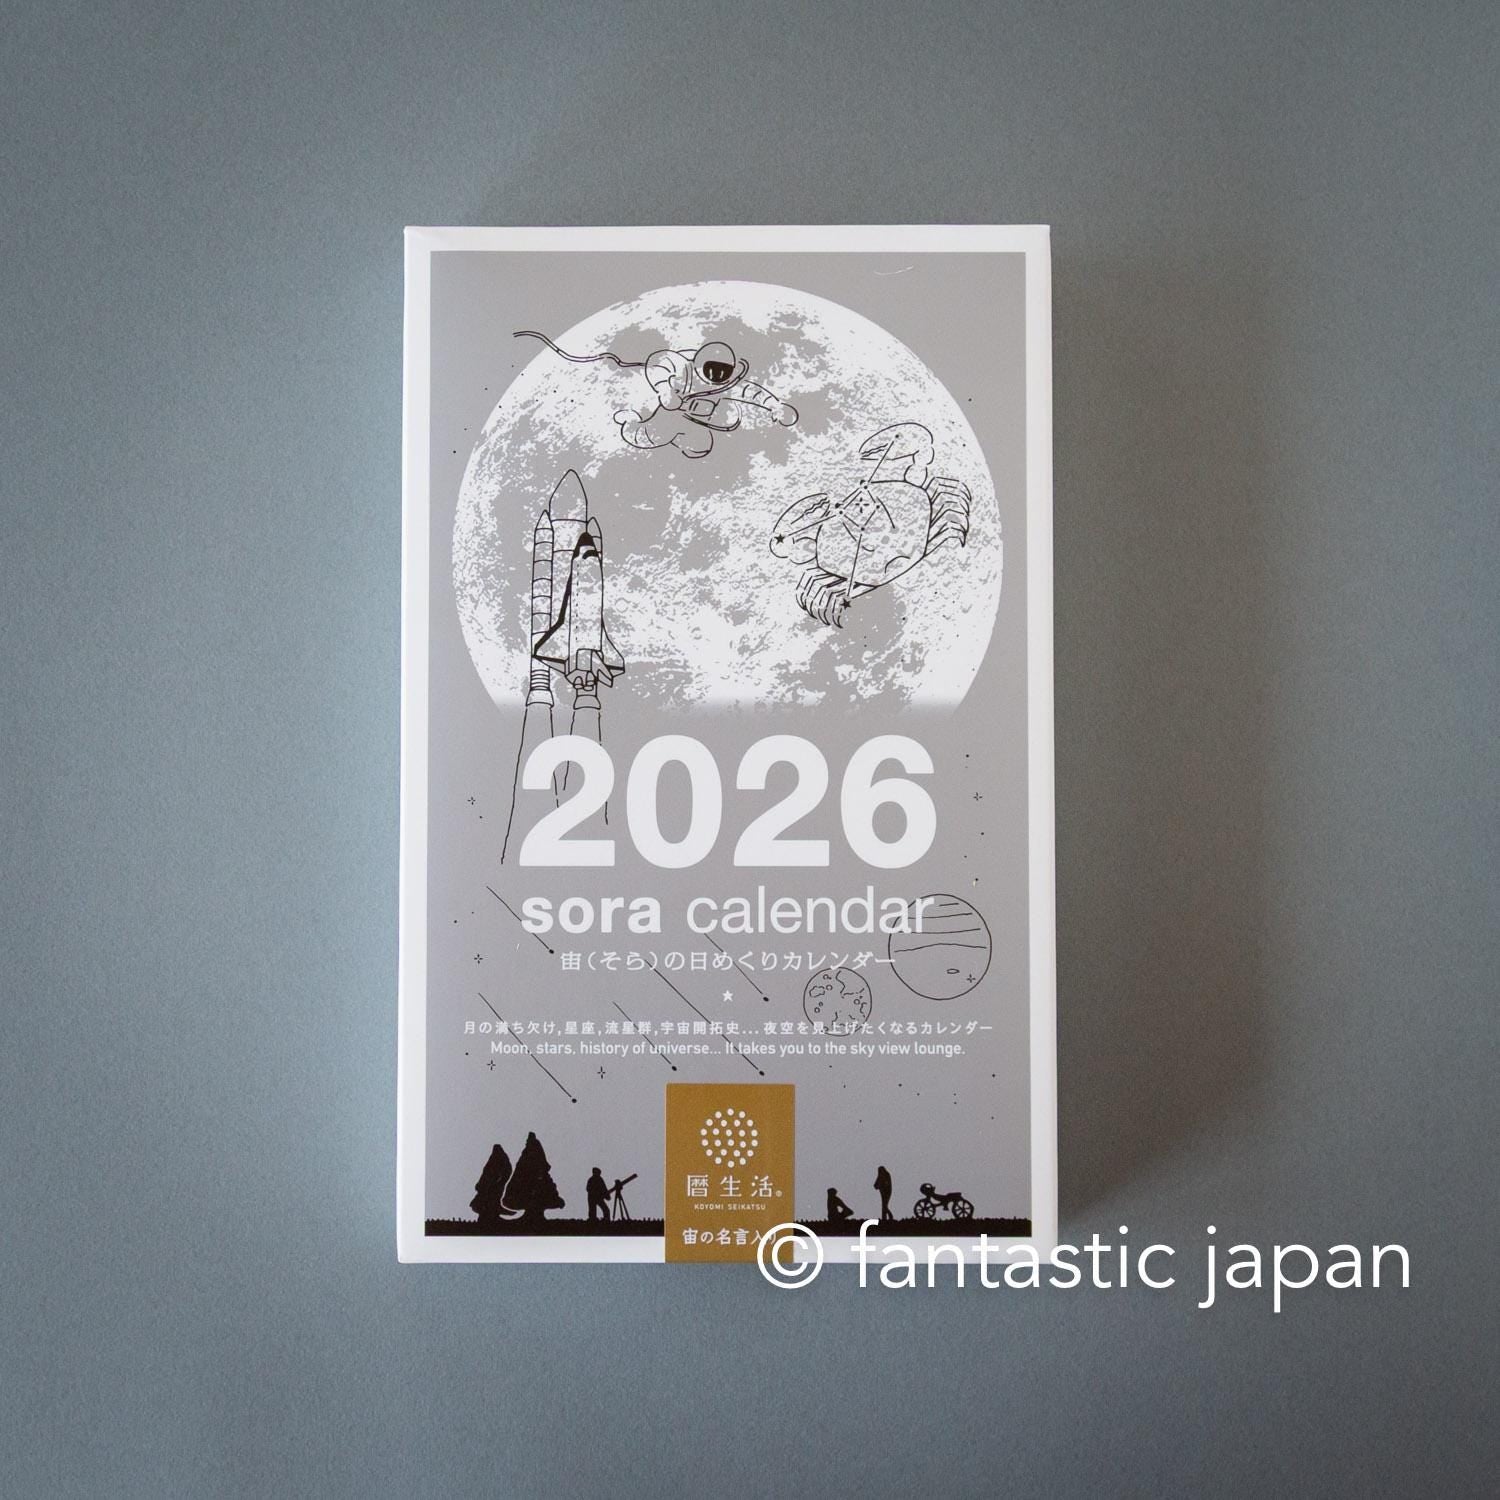 2026
sora calendar
宙(そら)の日めくりカレンダー
月の満ち欠け,星座,流星群,宇宙開拓史...夜空を見上げたくなるカレンダー
Moon, stars, history of universe... It takes you to the sky view lounge.
暦生活®
KOYOMI SEIKATSU
宙の名言入り
© fantastic japan